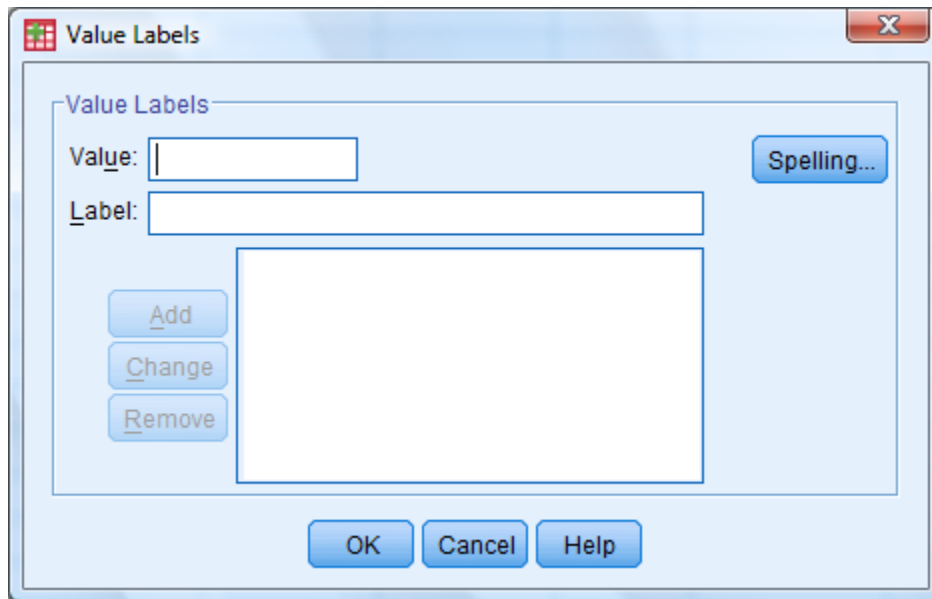 Value Labels
Value Labels
Value:
Spelling...
Label:
Add
Change
Remove
OK Cancel Help